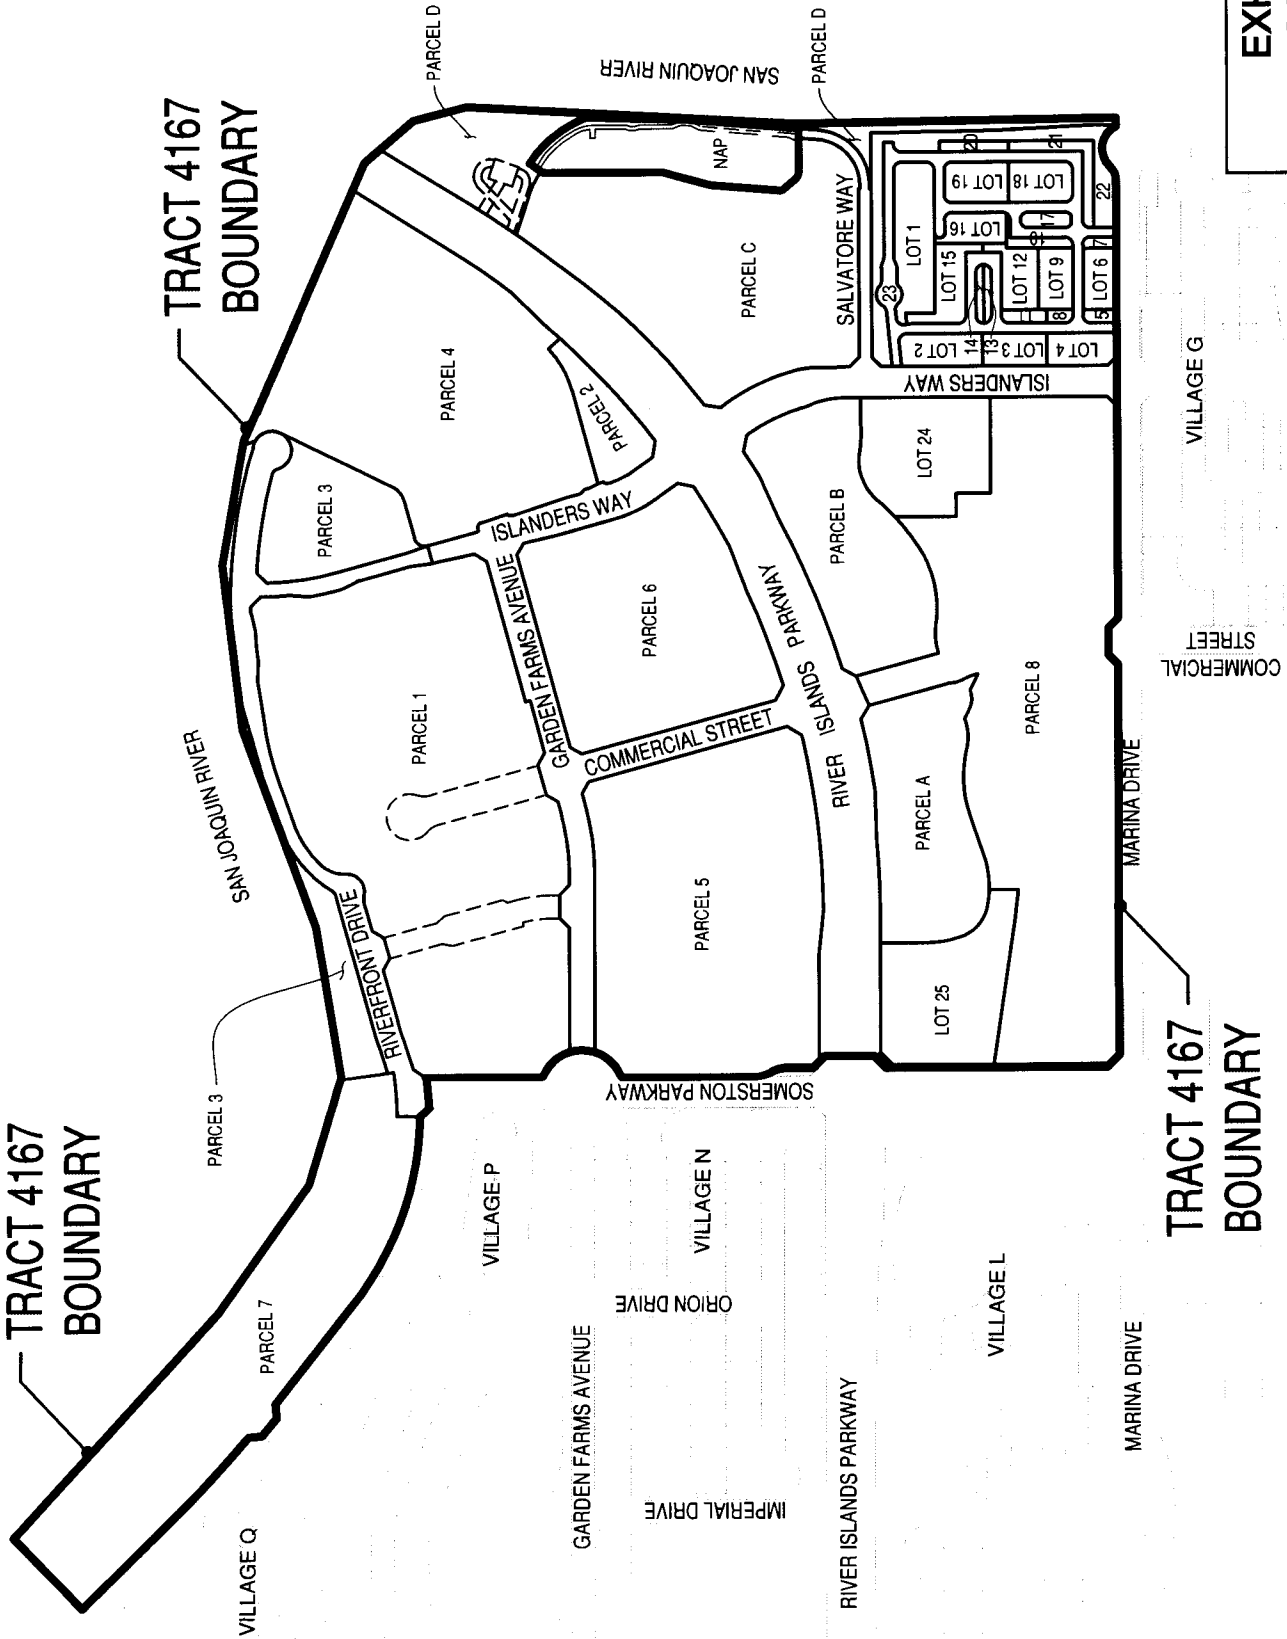 TRACT 4167
BOUNDARY
TRACT 4167
BOUNDARY
TRACT 4167
BOUNDARY
SAN JOAQUIN RIVER
SAN JOAQUIN RIVER
PARCEL D
PARCEL D
NAP
PARCEL C
PARCEL 4
PARCEL 2
PARCEL 3
PARCEL 3
PARCEL 1
PARCEL 6
PARCEL 5
PARCEL 7
PARCEL B
PARCEL A
PARCEL 8
LOT 24
LOT 25
ISLANDERS WAY
ISLANDERS WAY
SALVATORE WAY
GARDEN FARMS AVENUE
COMMERCIAL STREET
RIVER ISLANDS PARKWAY
RIVERFRONT DRIVE
SOMERSTON PARKWAY
LOT 1
LOT 2
LOT 3
LOT 4
5
LOT 6
7
8
LOT 9
LOT 12
13
14
LOT 15
LOT 16
17
LOT 18
LOT 19
20
21
22
23
VILLAGE G
COMMERCIAL
STREET
MARINA DRIVE
VILLAGE P
VILLAGE N
VILLAGE L
VILLAGE Q
ORION DRIVE
GARDEN FARMS AVENUE
IMPERIAL DRIVE
RIVER ISLANDS PARKWAY
MARINA DRIVE